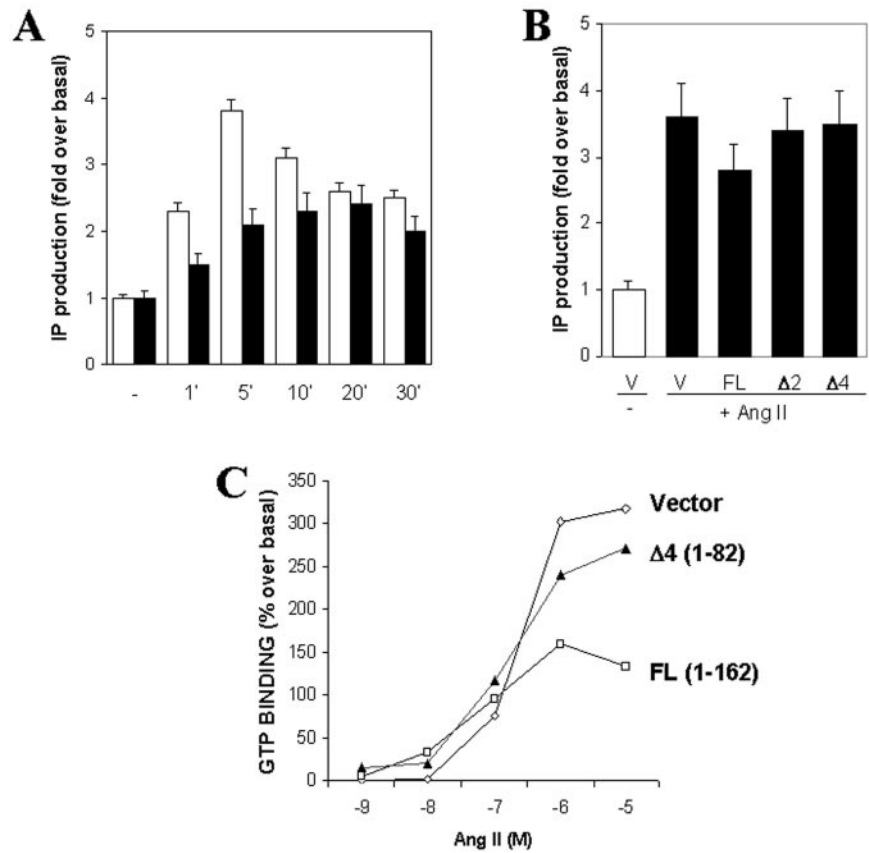 A
IP production (fold over basal)
5
4
3
2
1
0
- 1' 5' 10' 20' 30'
B
IP production (fold over basal)
5
4
3
2
1
0
V V FL Δ2 Δ4
- + Ang II
C
GTP BINDING (% over basal)
350
300
250
200
150
100
50
0
-9 -8 -7 -6 -5
Ang II (M)
Vector
Δ4 (1-82)
FL (1-162)